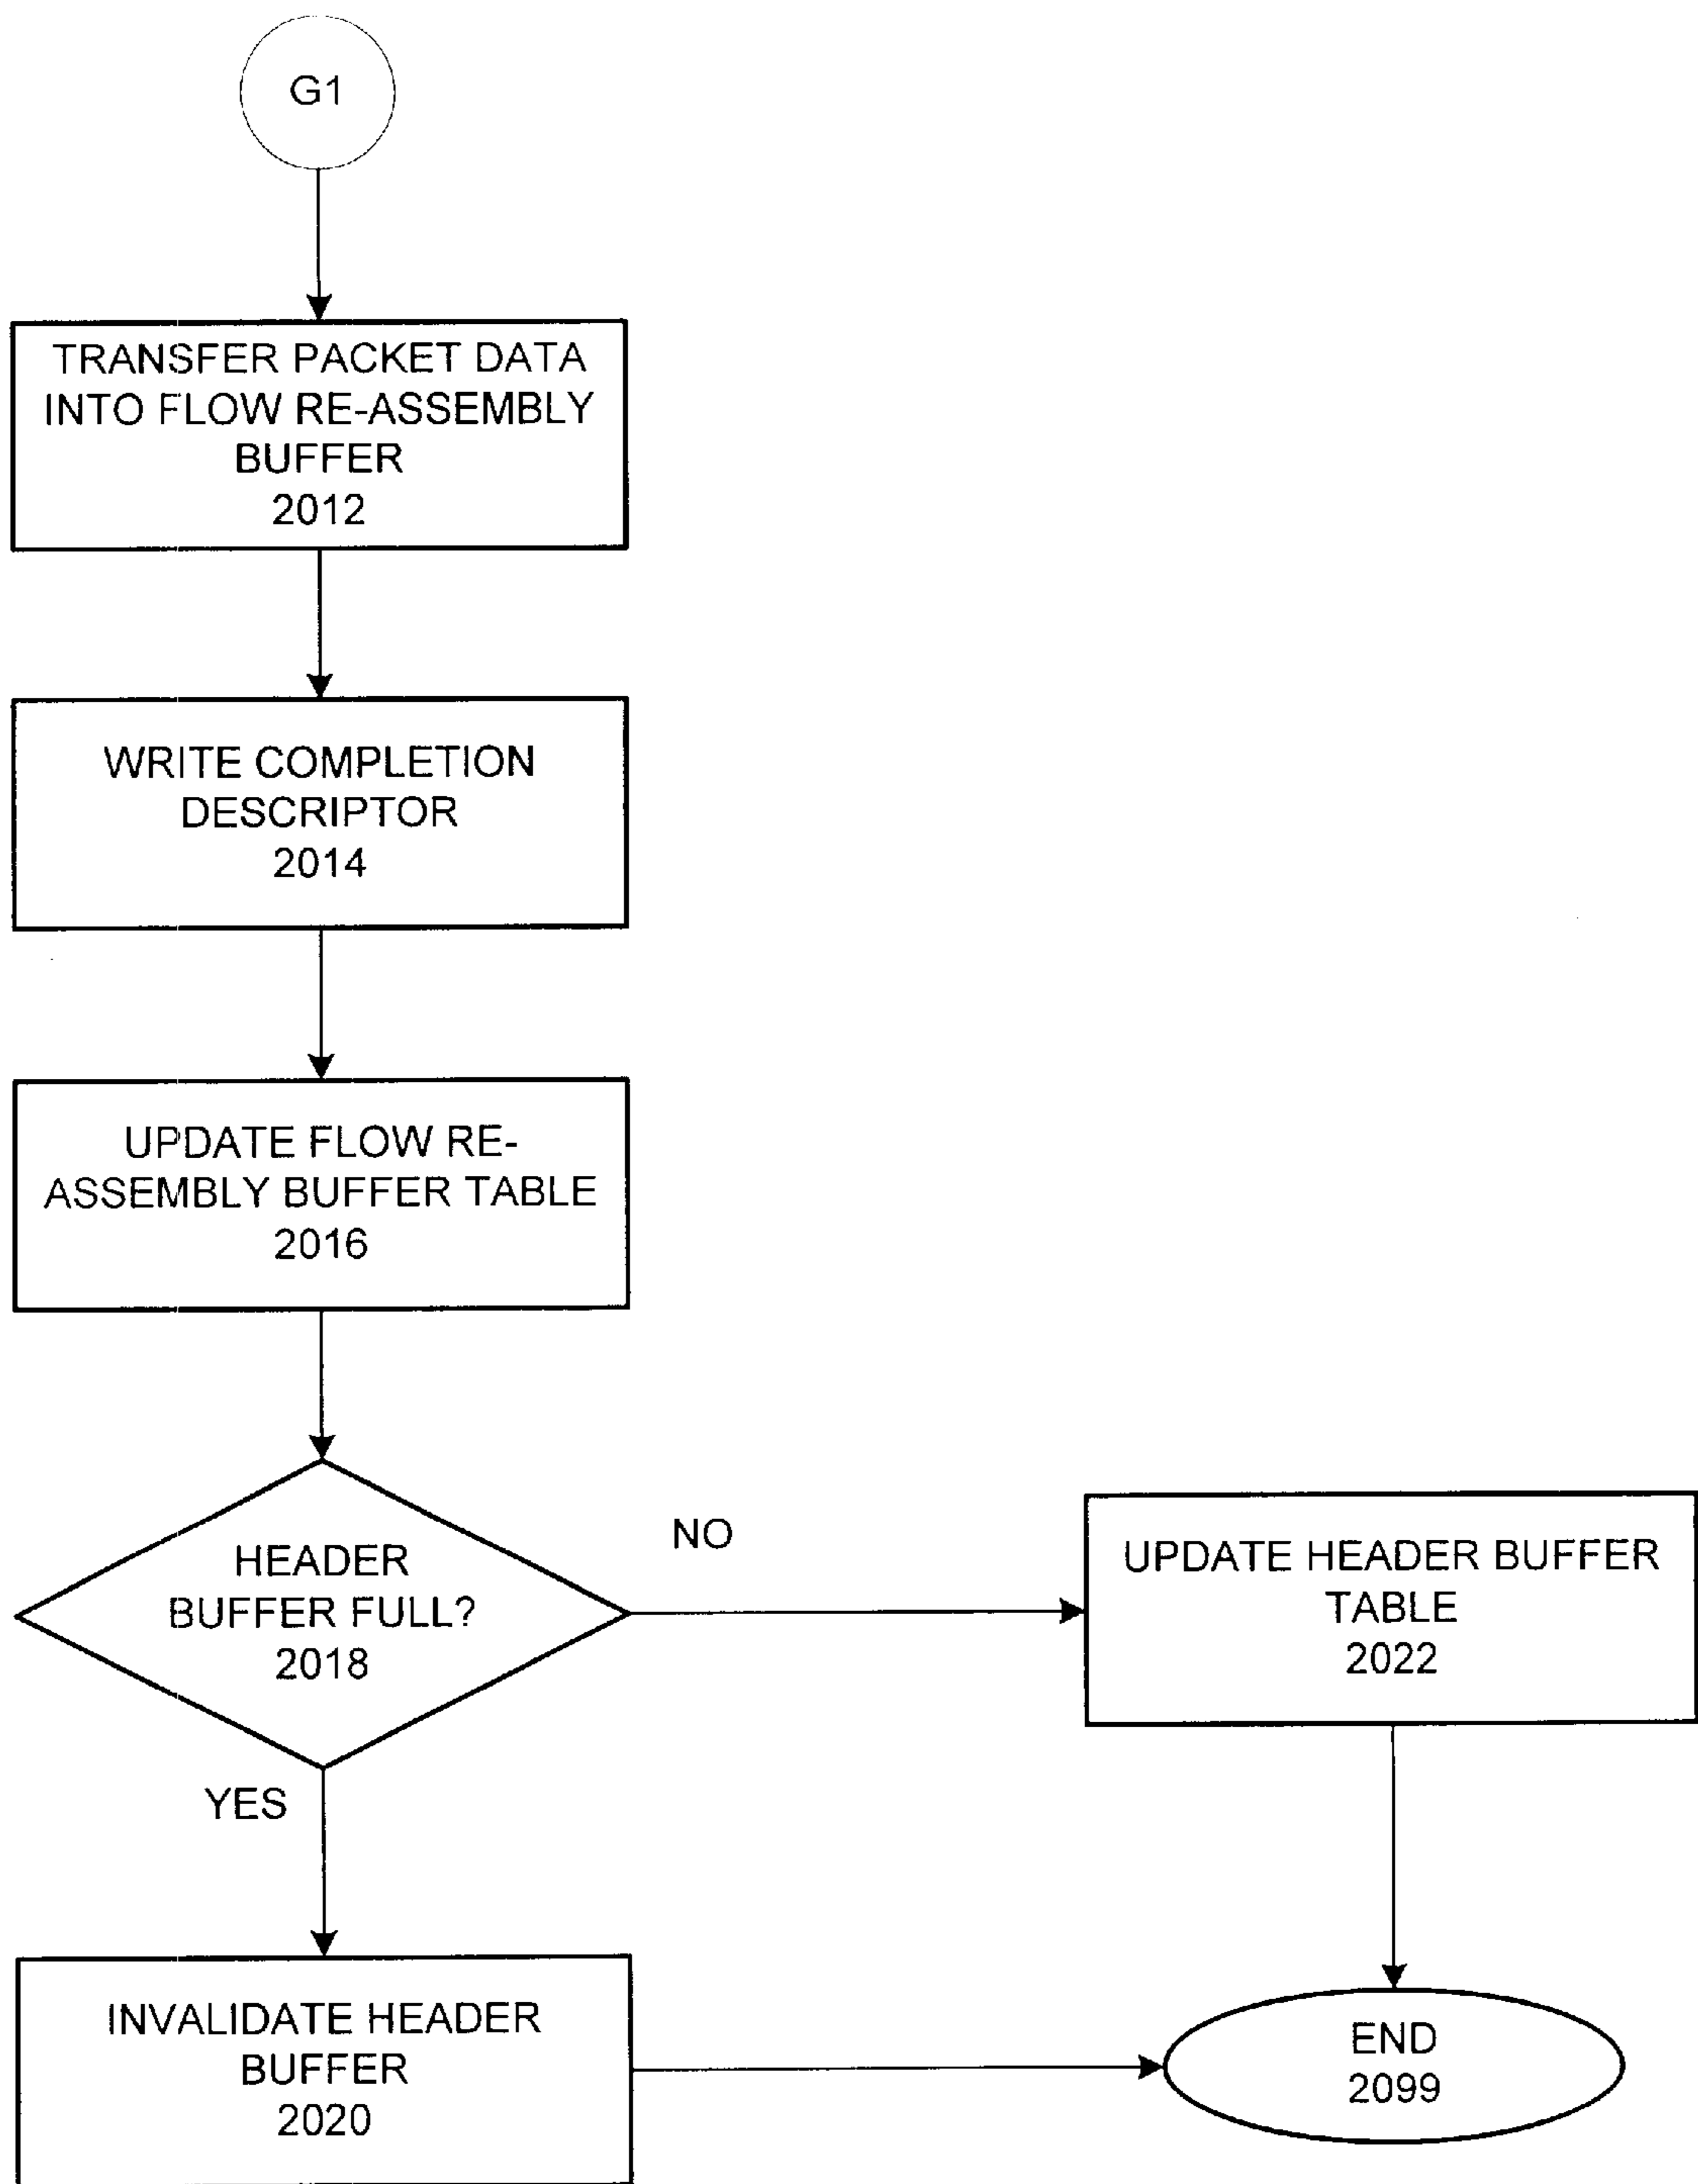 G1
TRANSFER PACKET DATA
INTO FLOW RE-ASSEMBLY
BUFFER
2012
WRITE COMPLETION
DESCRIPTOR
2014
UPDATE FLOW RE-
ASSEMBLY BUFFER TABLE
2016
HEADER
BUFFER FULL?
2018
NO
UPDATE HEADER BUFFER
TABLE
2022
YES
INVALIDATE HEADER
BUFFER
2020
END
2099